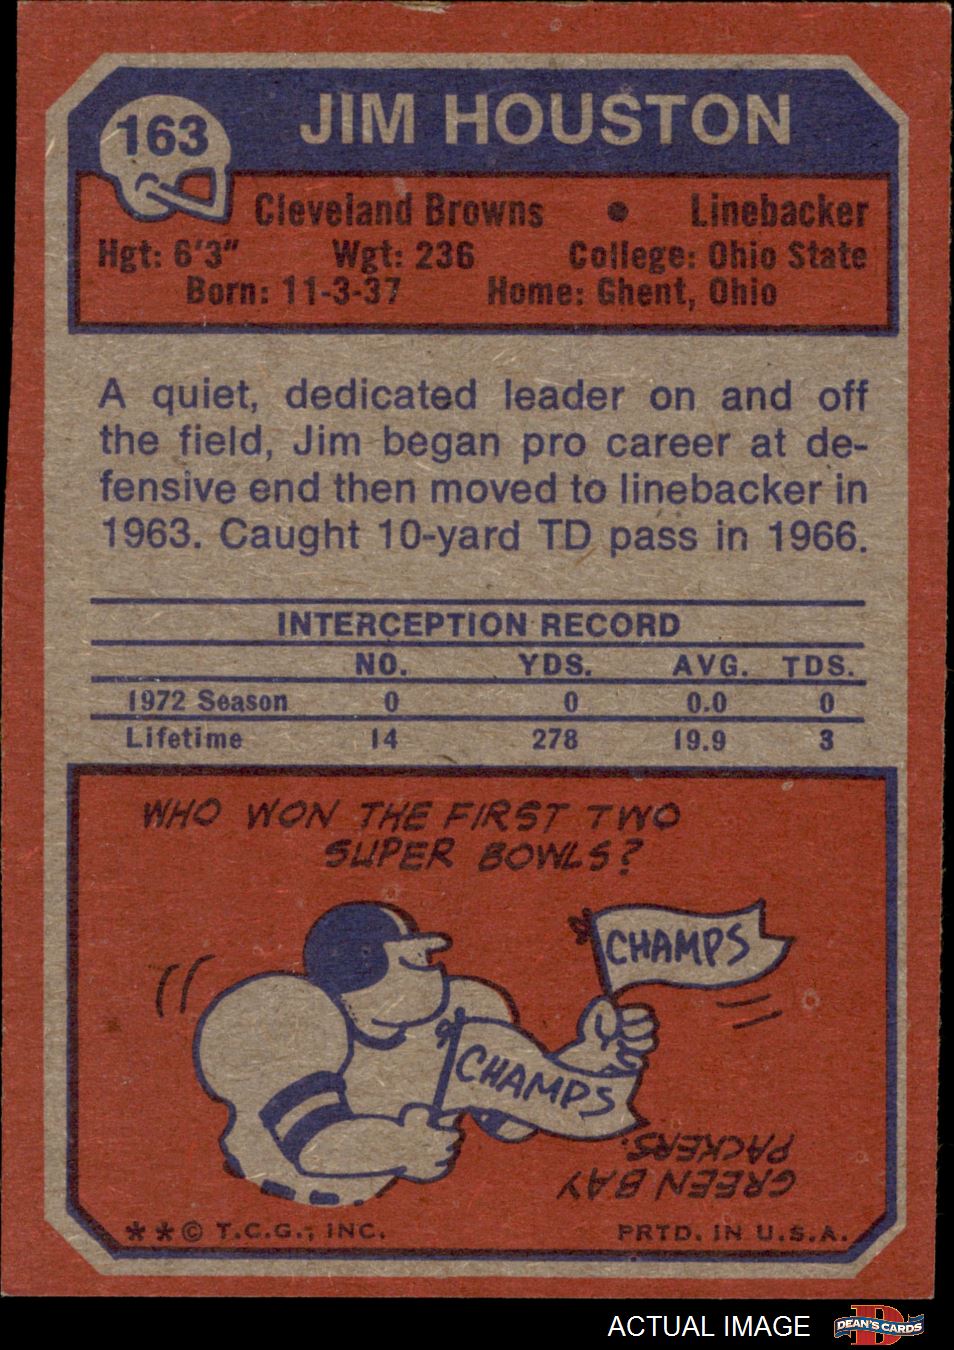 163
JIM HOUSTON
Cleveland Browns • Linebacker
Hgt: 6'3" Wgt: 236 College: Ohio State
Born: 11-3-37 Home: Ghent, Ohio
A quiet, dedicated leader on and off
the field, Jim began pro career at de-
fensive end then moved to linebacker in
1963. Caught 10-yard TD pass in 1966.
INTERCEPTION RECORD
NO. YDS. AVG. TDS.
1972 Season 0 0 0.0 0
Lifetime 14 278 19.9 3
WHO WON THE FIRST TWO
SUPER BOWLS?
CHAMPS
CHAMPS
GREEN BAY
PACKERS.
**© T.C.G., INC. PRTD. IN U.S.A.
ACTUAL IMAGE
DEAN'S CARDS